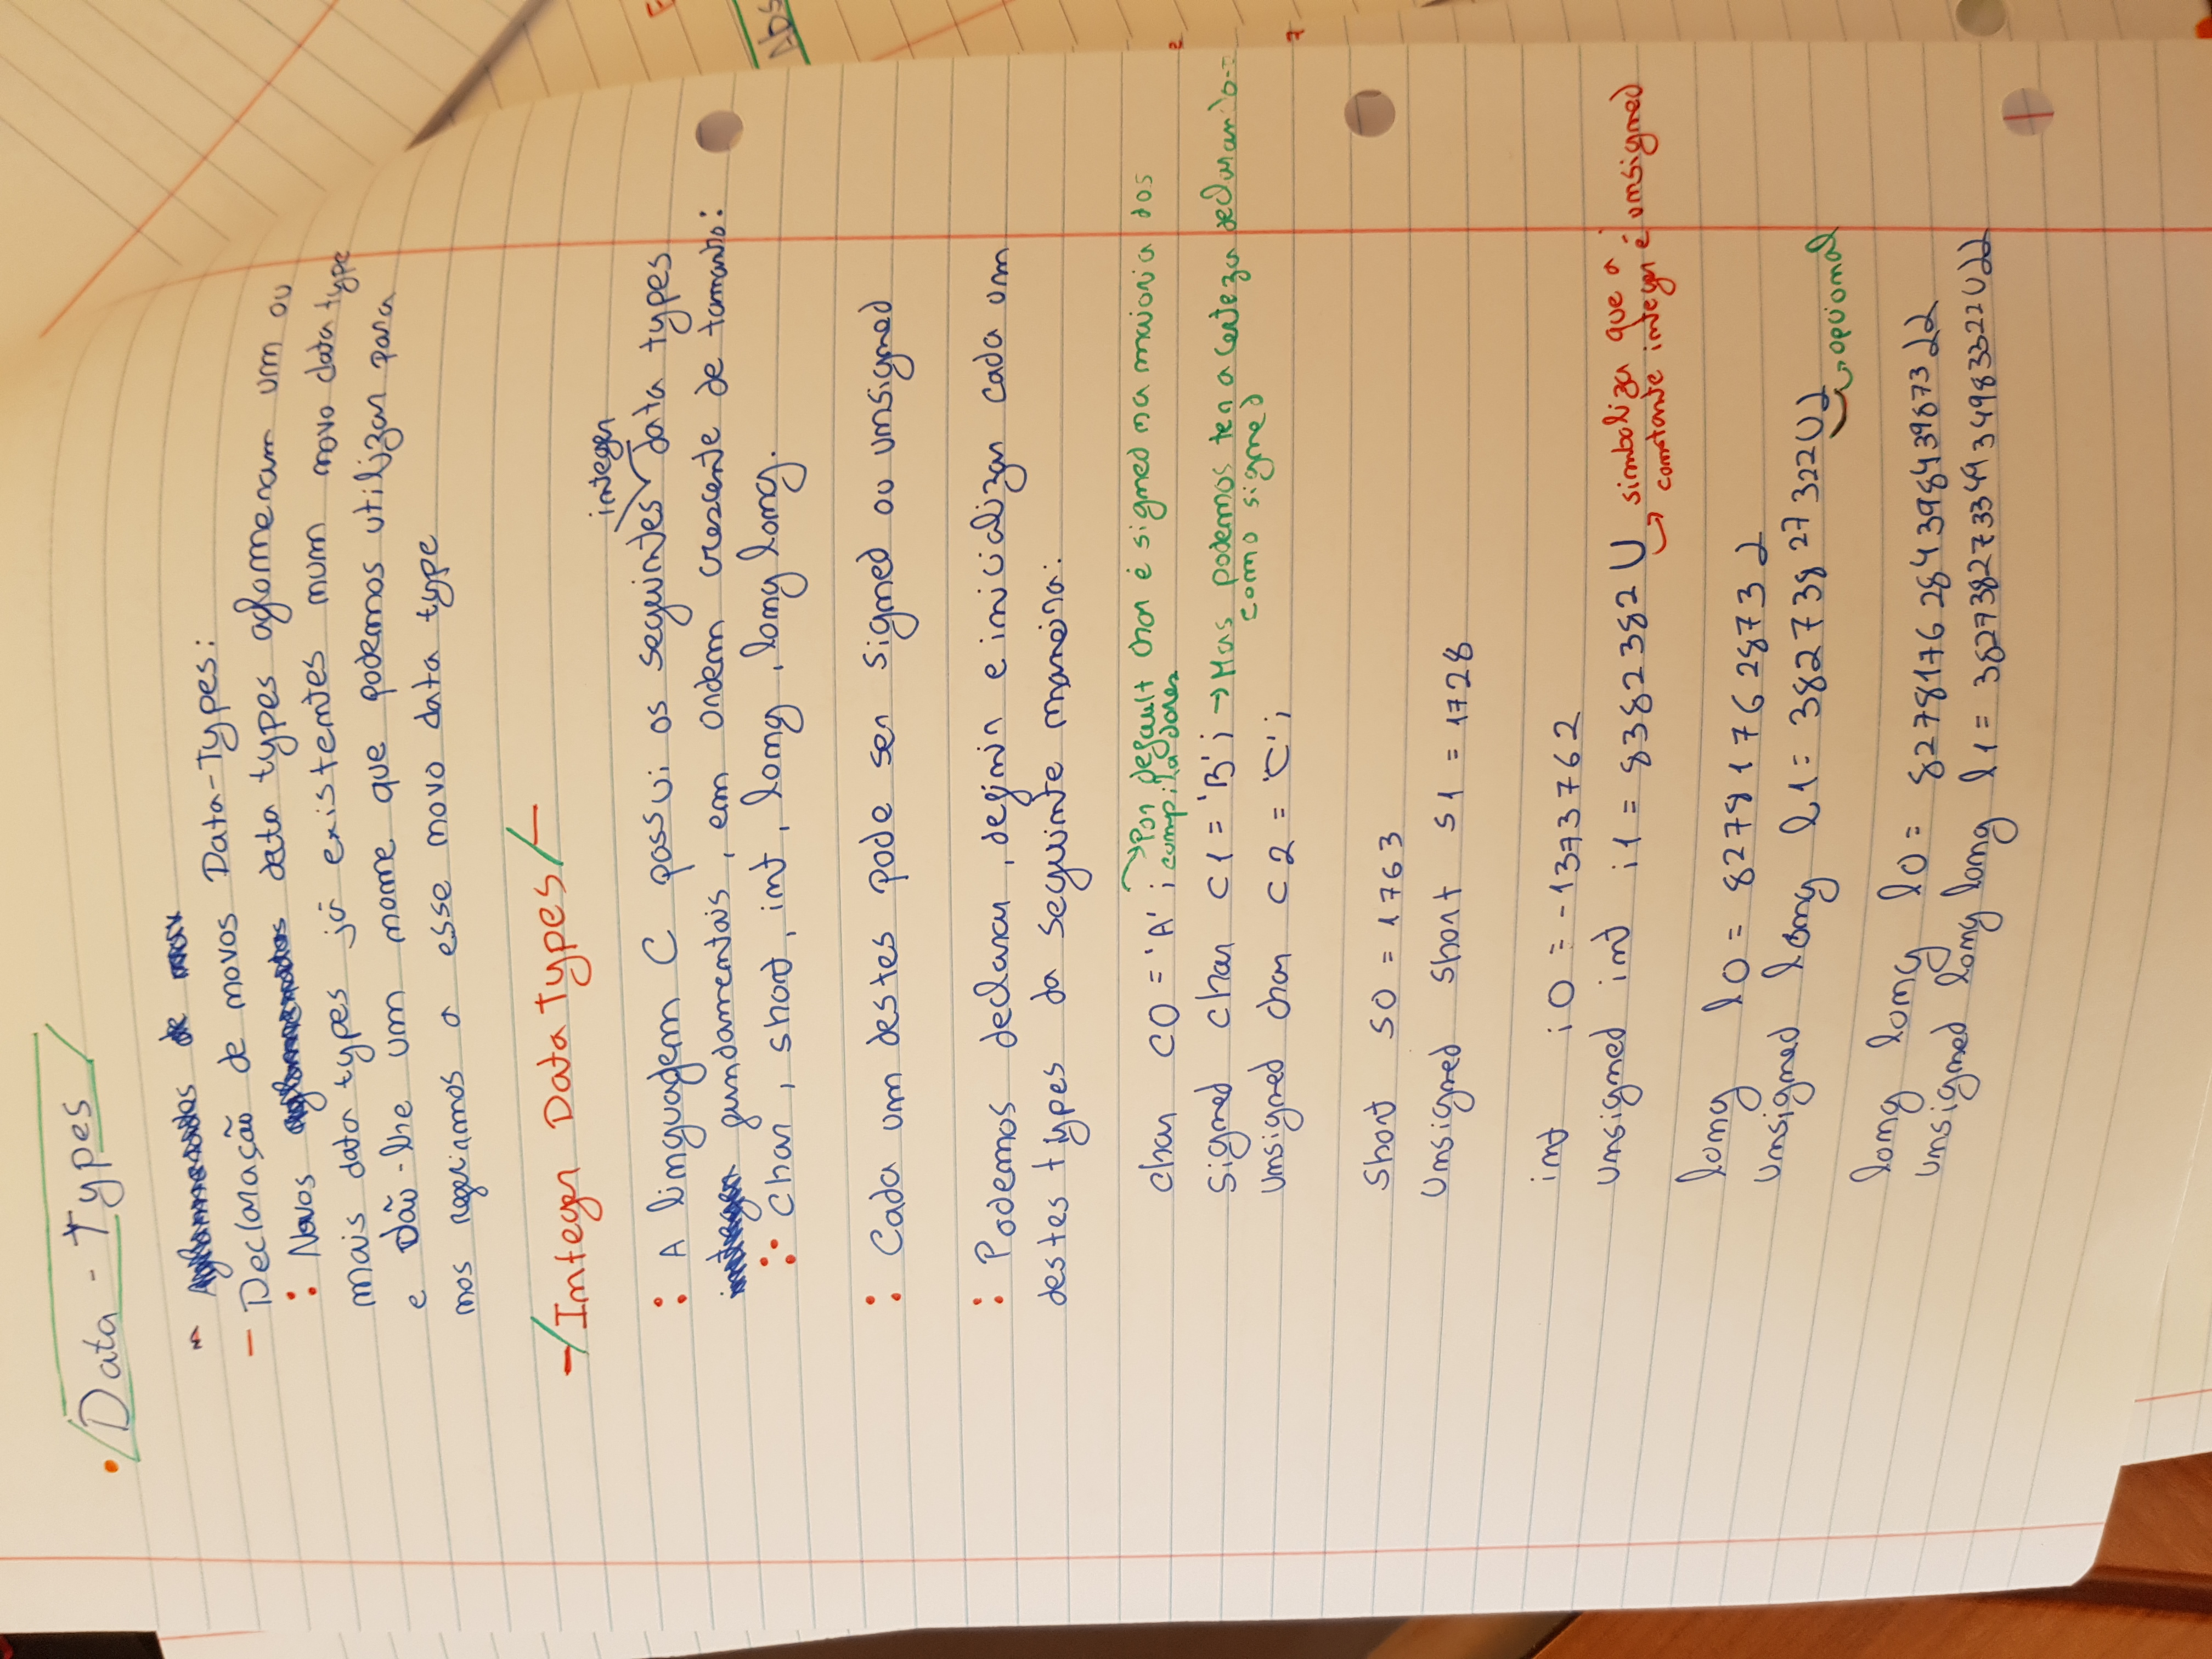 • Data - Types
- Declaração de novos Data-Types:
: Novos data types aglomeram um ou
mais data types já existentes num novo data type
e dão-lhe um nome que podemos utilizar para
nos referirmos a esse novo data type
-/Integer Data Types/-
integer
: A linguagem C possui os seguintes data types
fundamentais, em ordem crescente de tamanho:
:· Char, short, int, long, long long.
: Cada um destes pode ser signed ou unsigned
: Podemos declarar, definir e inicializar cada um
destes types da seguinte maneira:
char c0 = 'A'; → Por default char é signed na maioria dos
compiladores
signed char c1 = 'B'; → Mas podemos ter a certeza declarando-o
como signed
unsigned char c2 = 'C';
Short s0 = 1763
Unsigned short s1 = 1728
int i0 = -1373762
unsigned int i1 = 8382382U → simboliza que a
constante integer é unsigned
long l0 = 827817628732
unsigned long l1 = 38273827322Ul
→ opcional
long long l0 = 8278176284398439873ll
unsigned long long l1 = 38273827334934983322Ull
Abs